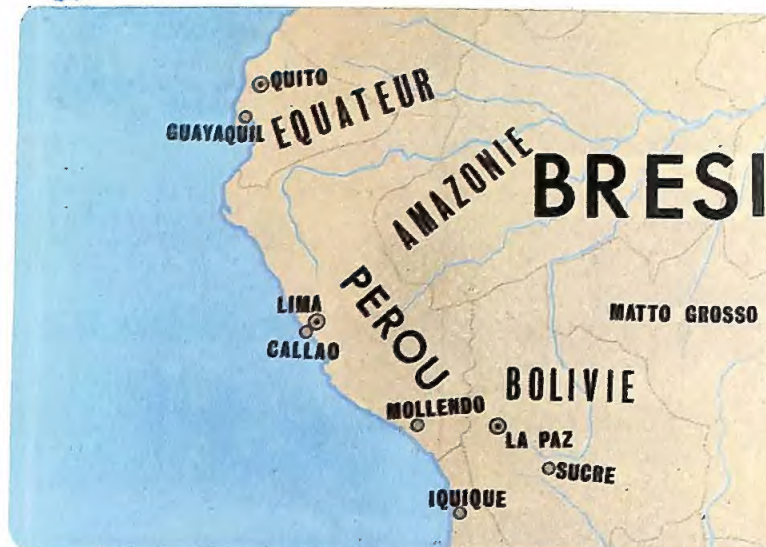 QUITO
EQUATEUR
GUAYAQUIL
AMAZONIE
BRESI
PEROU
LIMA
CALLAO
MATTO GROSSO
BOLIVIE
MOLLENDO
LA PAZ
SUCRE
IQUIQUE